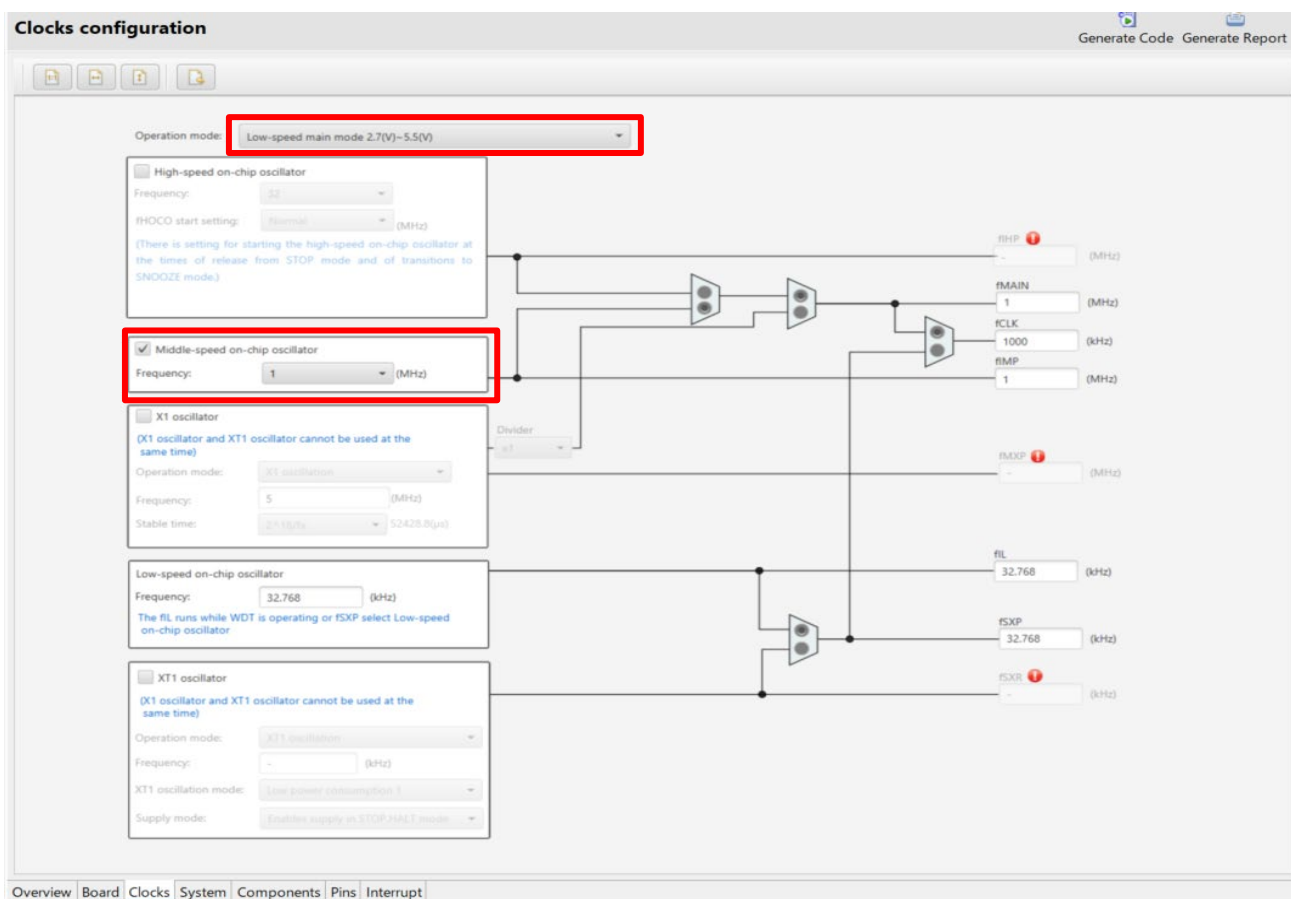 Clocks configuration
Generate Code Generate Report
Operation mode: Low-speed main mode 2.7(V)~5.5(V)
High-speed on-chip oscillator
Frequency: 32
fHOCO start setting: Normal (MHz)
(There is setting for starting the high-speed on-chip oscillator at
the times of release from STOP mode and of transitions to
SNOOZE mode.)
fIHP
- (MHz)
fMAIN
1 (MHz)
fCLK
1000 (kHz)
fIMP
1 (MHz)
Middle-speed on-chip oscillator
Frequency: 1 (MHz)
X1 oscillator
(X1 oscillator and XT1 oscillator cannot be used at the
same time)
Operation mode: X1 oscillation
Frequency: 5 (MHz)
Stable time: 52428.8(μs)
Divider
x1
fMXP
- (MHz)
Low-speed on-chip oscillator
Frequency: 32.768 (kHz)
The fIL runs while WDT is operating or fSXP select Low-speed
on-chip oscillator
fIL
32.768 (kHz)
fSXP
32.768 (kHz)
fSXR
- (kHz)
XT1 oscillator
(X1 oscillator and XT1 oscillator cannot be used at the
same time)
Operation mode: XT1 oscillation
Frequency: - (kHz)
XT1 oscillation mode: Low power consumption 1
Supply mode: Enables supply in STOP,HALT mode
Overview Board Clocks System Components Pins Interrupt